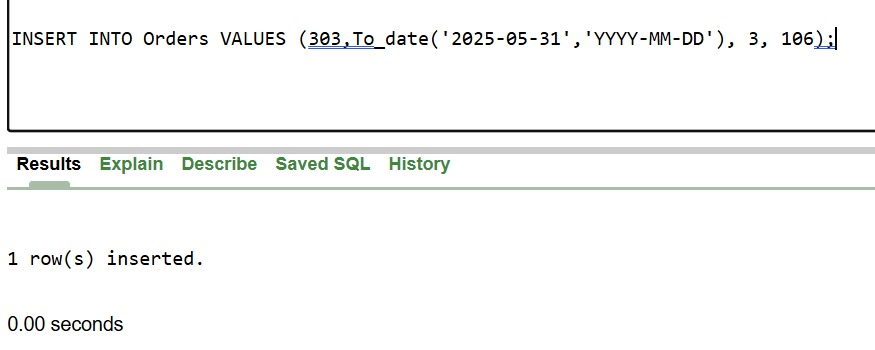 INSERT INTO Orders VALUES (303,To_date('2025-05-31','YYYY-MM-DD'), 3, 106);
Results Explain Describe Saved SQL History
1 row(s) inserted.
0.00 seconds